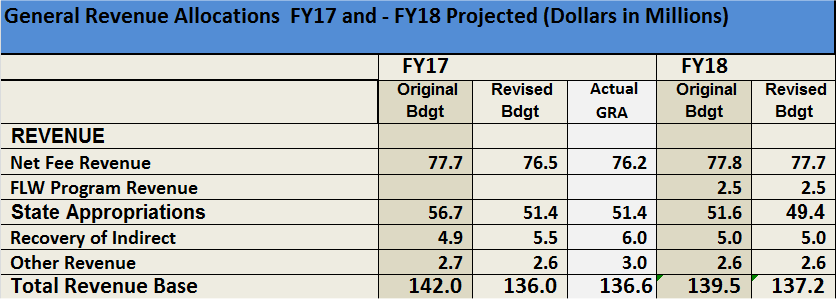 General Revenue Allocations FY17 and - FY18 Projected (Dollars in Millions)
FY17 FY18
Original Revised Actual Original Revised
Bdgt Bdgt GRA Bdgt Bdgt
REVENUE
Net Fee Revenue 77.7 76.5 76.2 77.8 77.7
FLW Program Revenue 2.5 2.5
State Appropriations 56.7 51.4 51.4 51.6 49.4
Recovery of Indirect 4.9 5.5 6.0 5.0 5.0
Other Revenue 2.7 2.6 3.0 2.6 2.6
Total Revenue Base 142.0 136.0 136.6 139.5 137.2